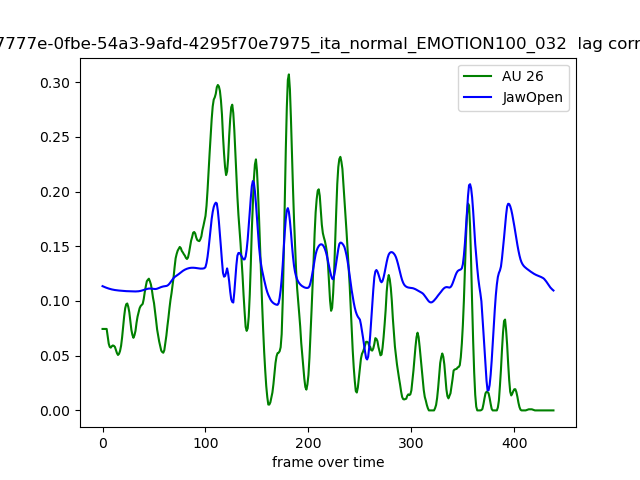 7777e-0fbe-54a3-9afd-4295f70e7975_ita_normal_EMOTION100_032 lag corr
AU 26
JawOpen
0.30
0.25
0.20
0.15
0.10
0.05
0.00
0 100 200 300 400
frame over time